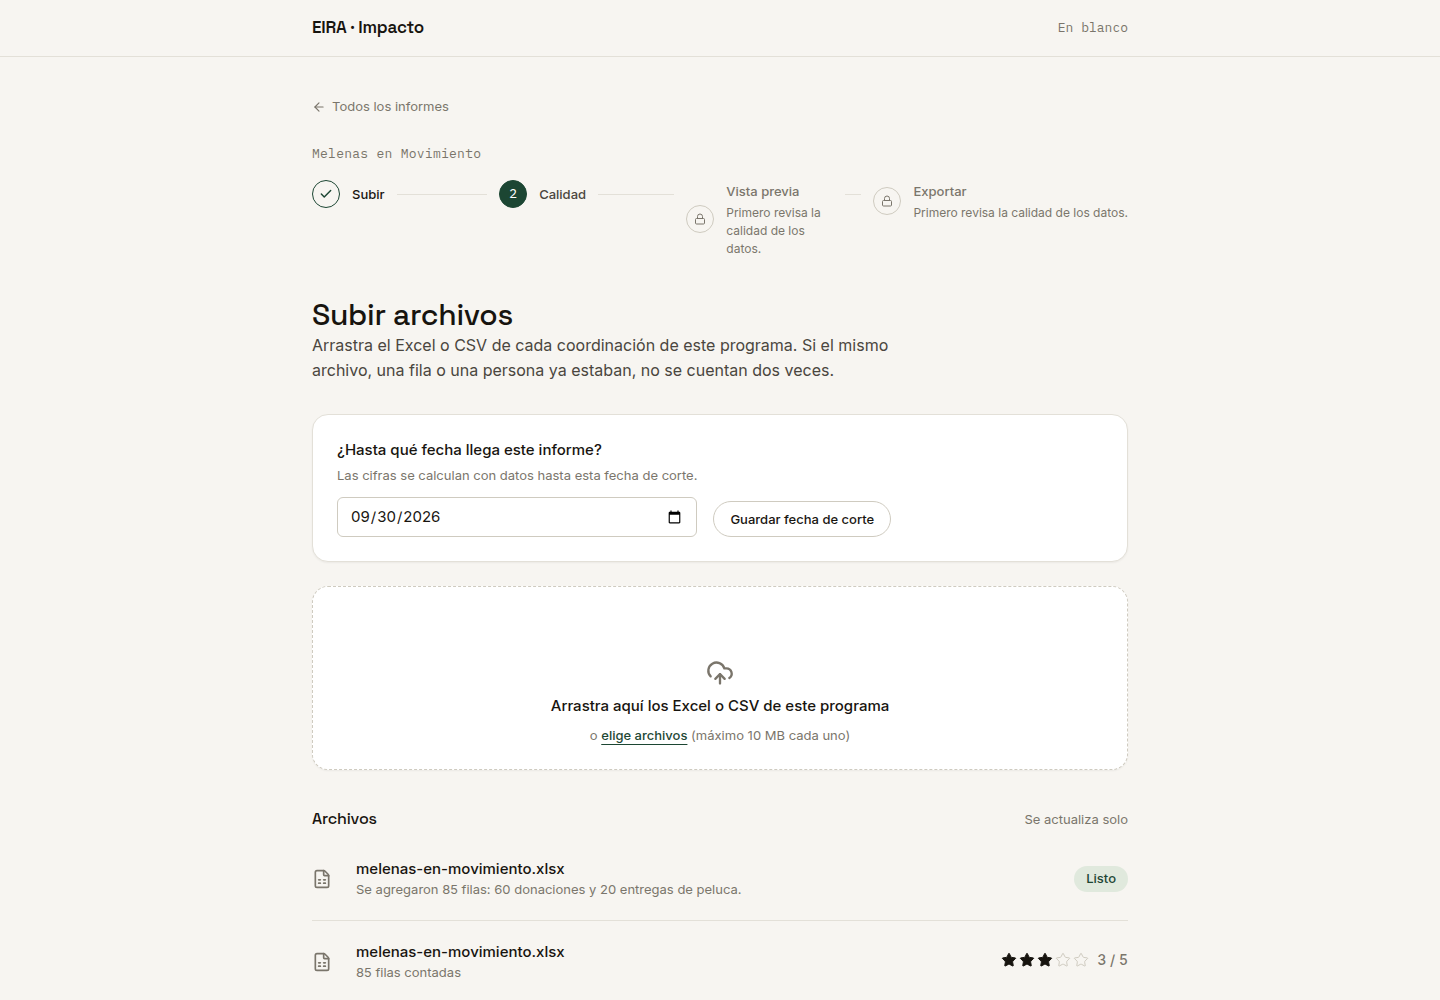 EIRA · Impacto
En blanco
Todos los informes
Melenas en Movimiento
Subir
2
Calidad
Vista previa
Primero revisa la
calidad de los
datos.
Exportar
Primero revisa la calidad de los datos.
Subir archivos
Arrastra el Excel o CSV de cada coordinación de este programa. Si el mismo
archivo, una fila o una persona ya estaban, no se cuentan dos veces.
¿Hasta qué fecha llega este informe?
Las cifras se calculan con datos hasta esta fecha de corte.
09/30/2026
Guardar fecha de corte
Arrastra aquí los Excel o CSV de este programa
o elige archivos (máximo 10 MB cada uno)
Archivos
Se actualiza solo
melenas-en-movimiento.xlsx
Se agregaron 85 filas: 60 donaciones y 20 entregas de peluca.
Listo
melenas-en-movimiento.xlsx
85 filas contadas
3 / 5